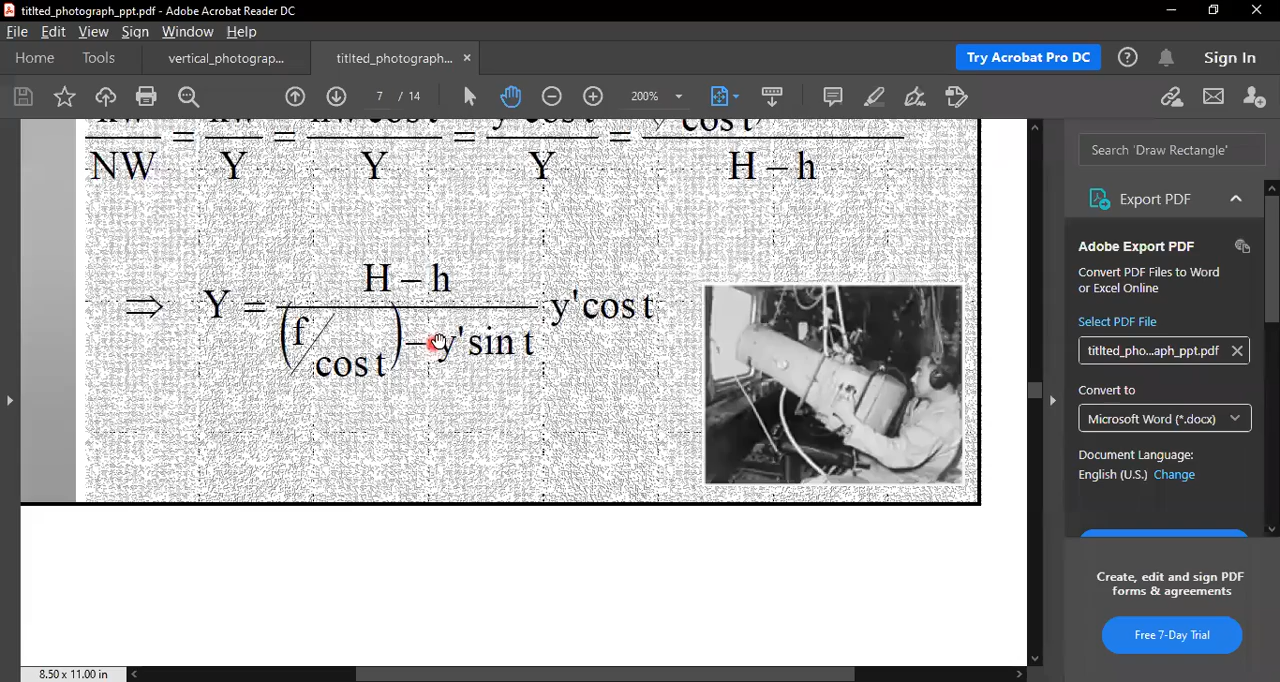 titlted_photograph_ppt.pdf - Adobe Acrobat Reader DC
File Edit View Sign Window Help
Home Tools vertical_photograp... titlted_photograph... ×
Try Acrobat Pro DC Sign In
7 / 14 200%
cos t
NW = Y = Y = Y = H – h
⇒ Y = H – h / (f/cos t) – y'sin t y'cos t
Search 'Draw Rectangle'
Export PDF
Adobe Export PDF
Convert PDF Files to Word
or Excel Online
Select PDF File
titlted_pho...aph_ppt.pdf
Convert to
Microsoft Word (*.docx)
Document Language:
English (U.S.) Change
Create, edit and sign PDF
forms & agreements
Free 7-Day Trial
8.50 x 11.00 in